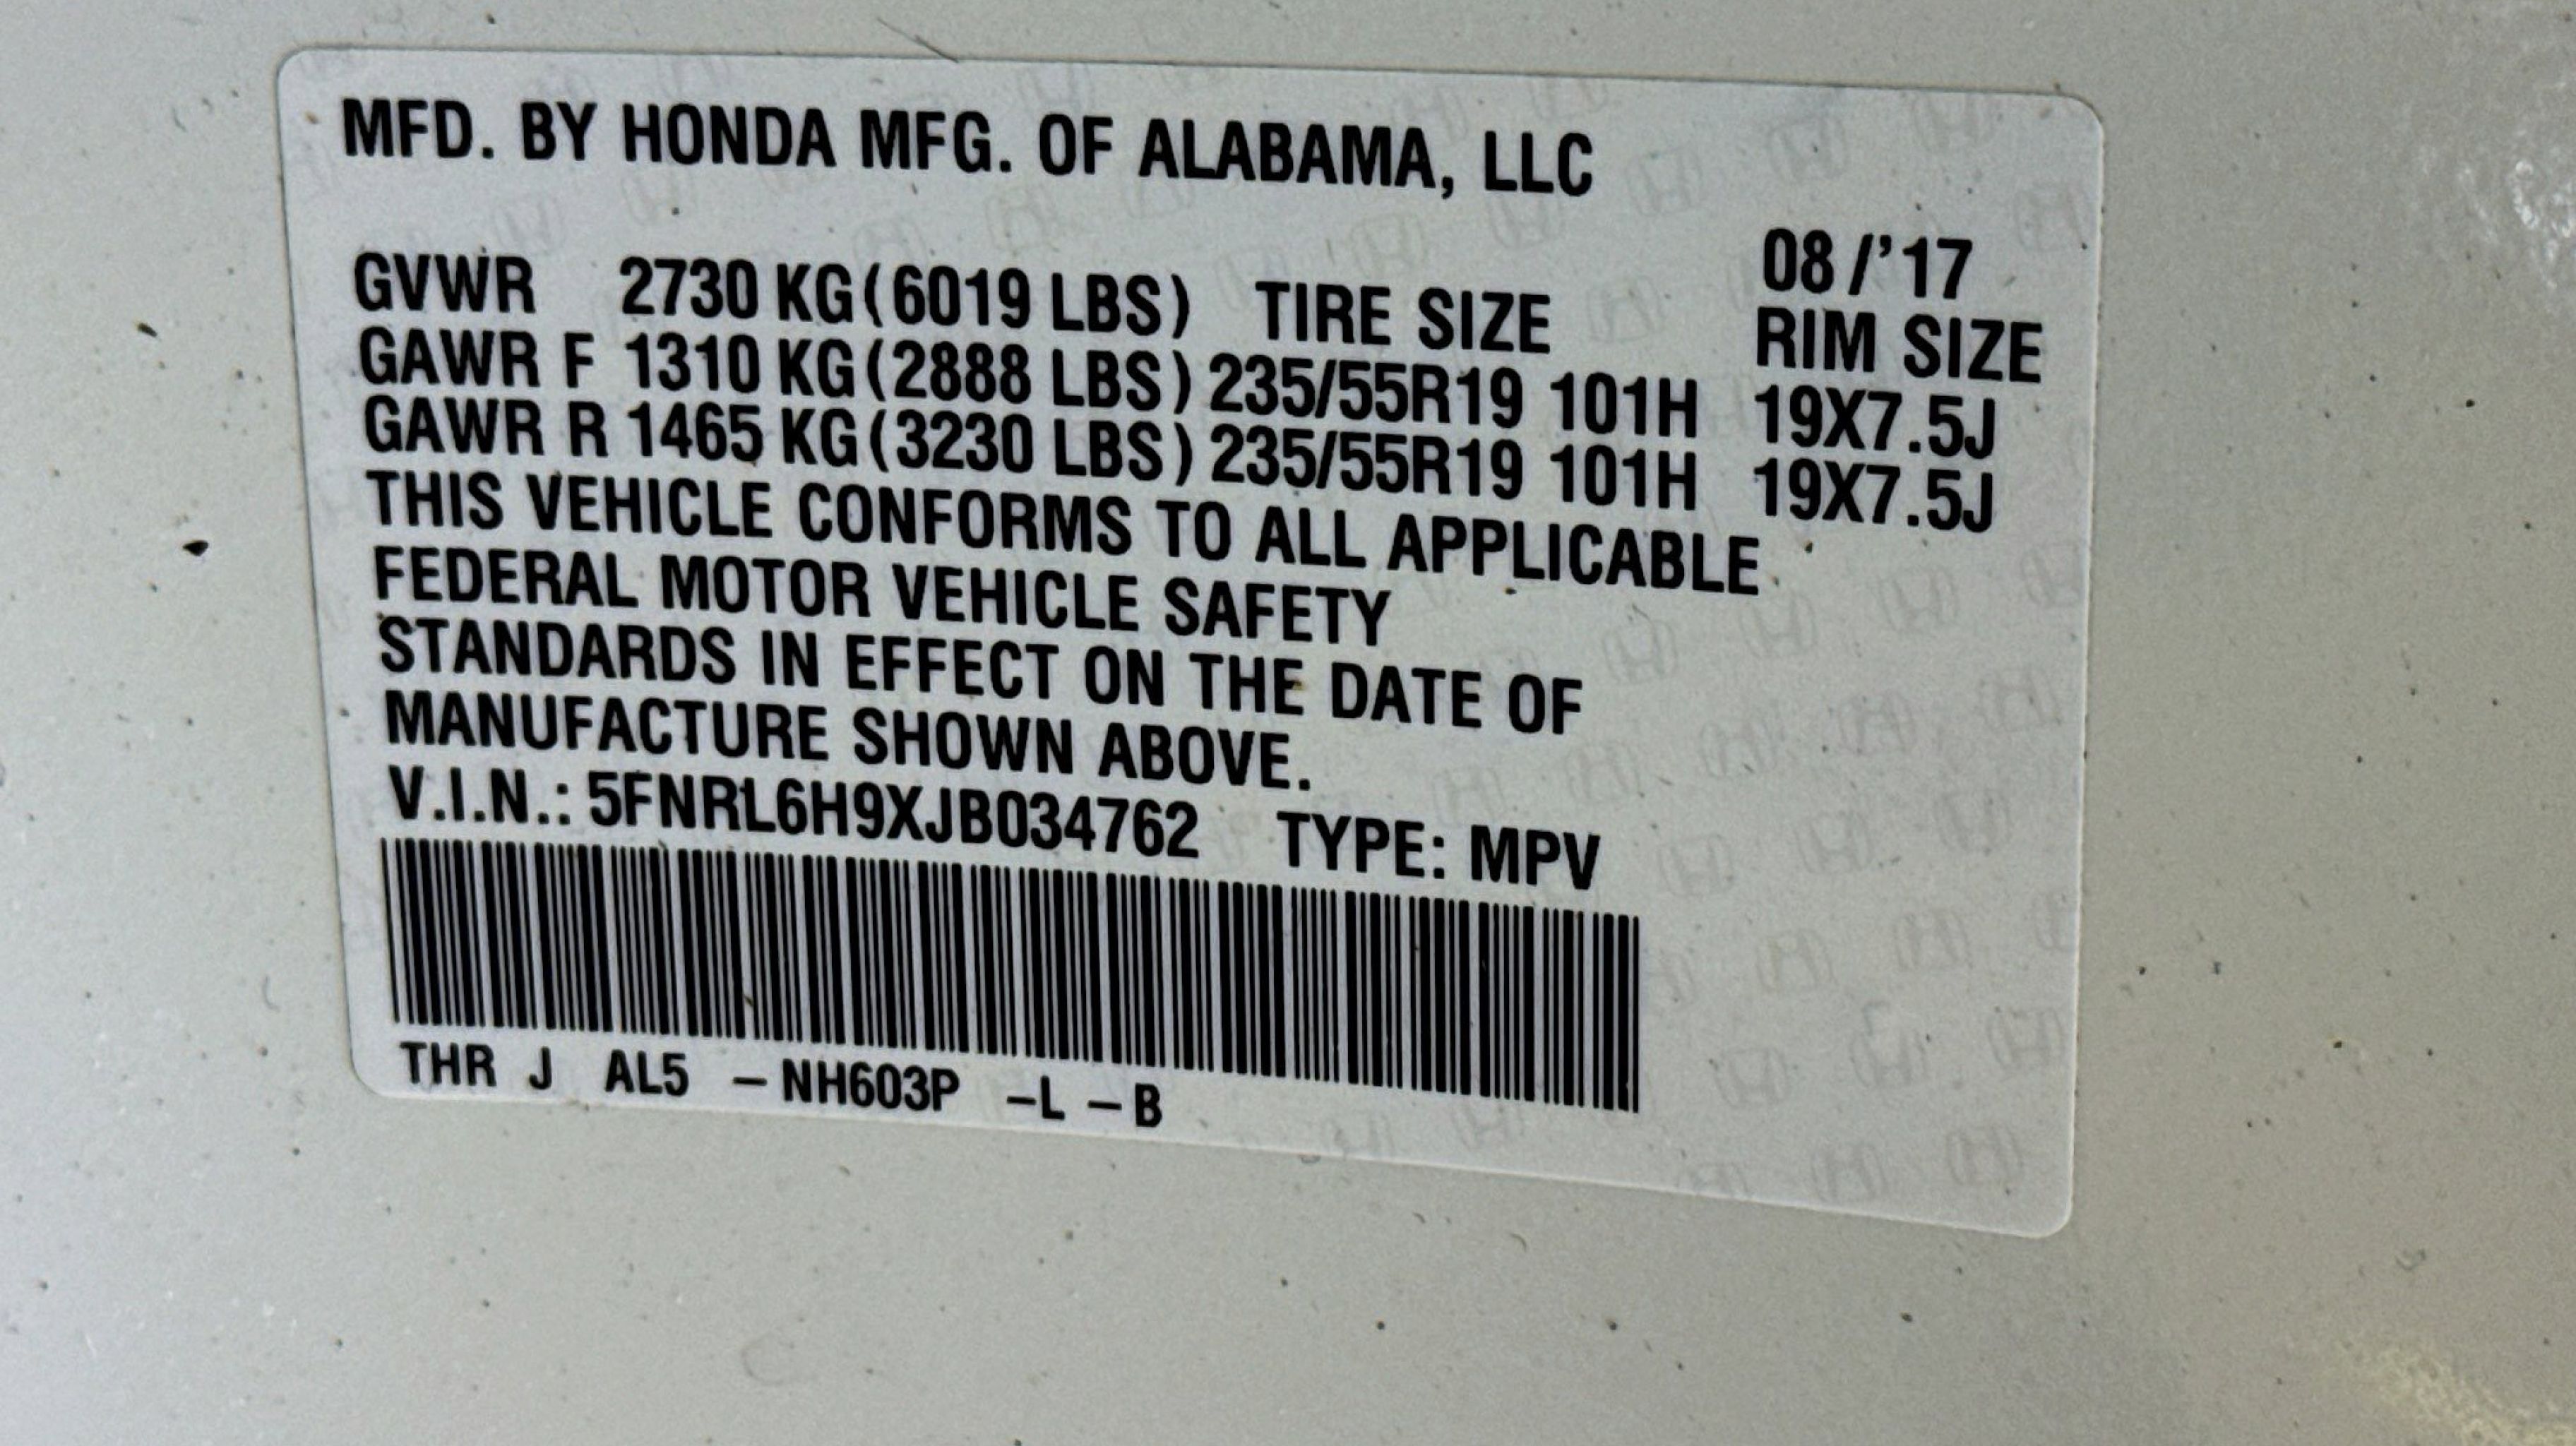 MFD. BY HONDA MFG. OF ALABAMA, LLC
08/'17
GVWR 2730 KG(6019 LBS) TIRE SIZE RIM SIZE
GAWR F 1310 KG(2888 LBS) 235/55R19 101H 19X7.5J
GAWR R 1465 KG(3230 LBS) 235/55R19 101H 19X7.5J
THIS VEHICLE CONFORMS TO ALL APPLICABLE
FEDERAL MOTOR VEHICLE SAFETY
STANDARDS IN EFFECT ON THE DATE OF
MANUFACTURE SHOWN ABOVE.
V.I.N.: 5FNRL6H9XJB034762 TYPE: MPV
THR J AL5 – NH603P –L – B